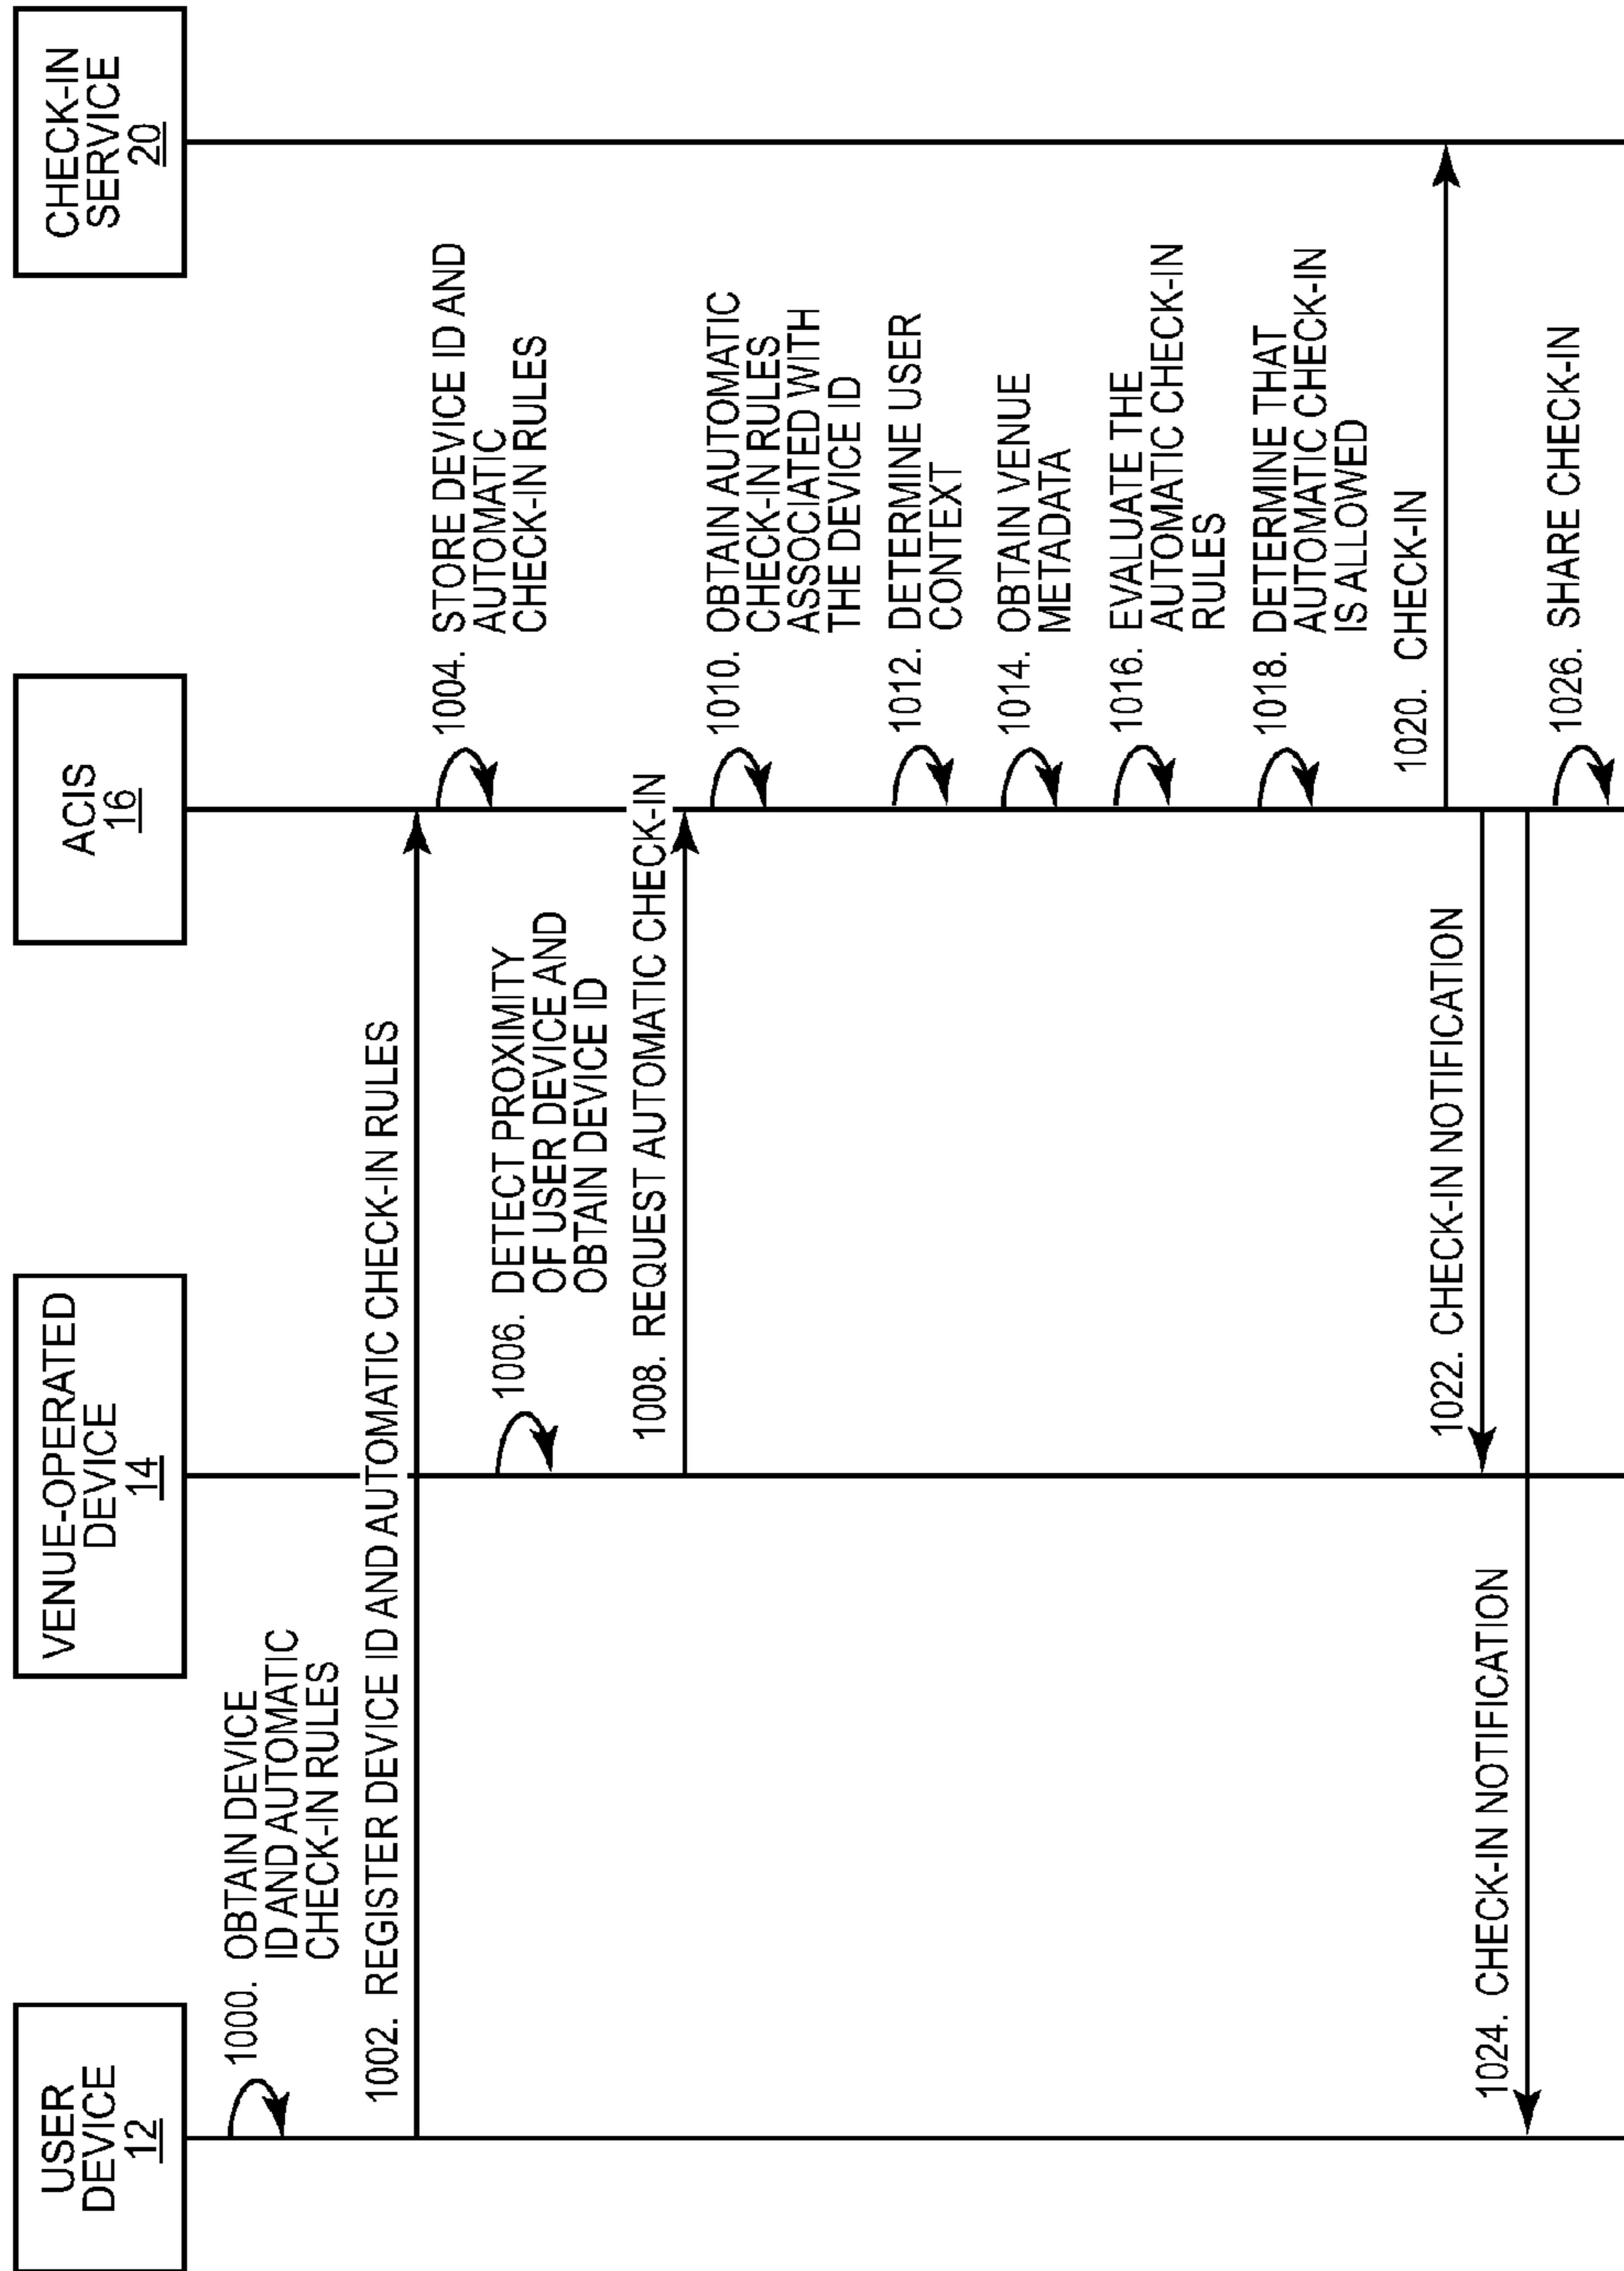 USER
DEVICE
12
VENUE-OPERATED
DEVICE
14
ACIS
16
CHECK-IN
SERVICE
20
1000. OBTAIN DEVICE
ID AND AUTOMATIC
CHECK-IN RULES
1002. REGISTER DEVICE ID AND AUTOMATIC CHECK-IN RULES
1004. STORE DEVICE ID AND
AUTOMATIC
CHECK-IN RULES
1006. DETECT PROXIMITY
OF USER DEVICE AND
OBTAIN DEVICE ID
1008. REQUEST AUTOMATIC CHECK-IN
1010. OBTAIN AUTOMATIC
CHECK-IN RULES
ASSOCIATED WITH
THE DEVICE ID
1012. DETERMINE USER
CONTEXT
1014. OBTAIN VENUE
METADATA
1016. EVALUATE THE
AUTOMATIC CHECK-IN
RULES
1018. DETERMINE THAT
AUTOMATIC CHECK-IN
IS ALLOWED
1020. CHECK-IN
1022. CHECK-IN NOTIFICATION
1024. CHECK-IN NOTIFICATION
1026. SHARE CHECK-IN